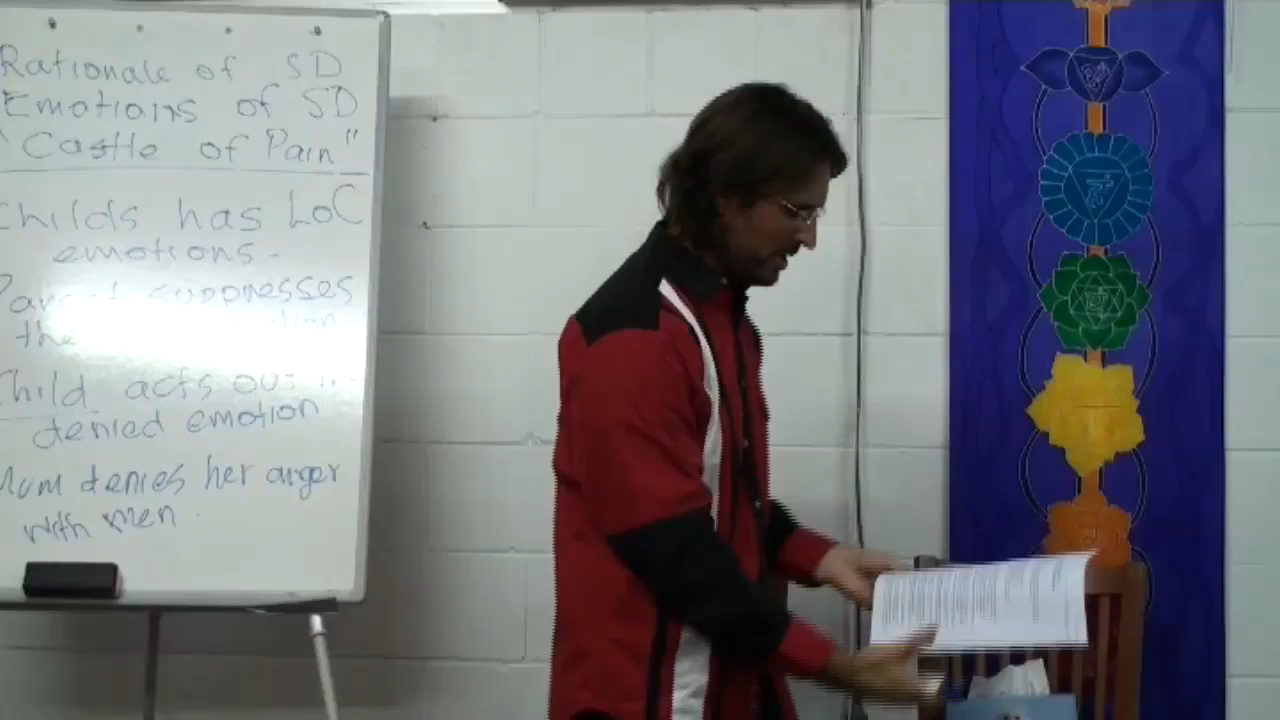 Rationale of SD
Emotions of SD
"Castle of Pain"
Childs has LoC
emotions.
suppresses
the
Child acts out
denied emotion
Mum denies her anger
with men.